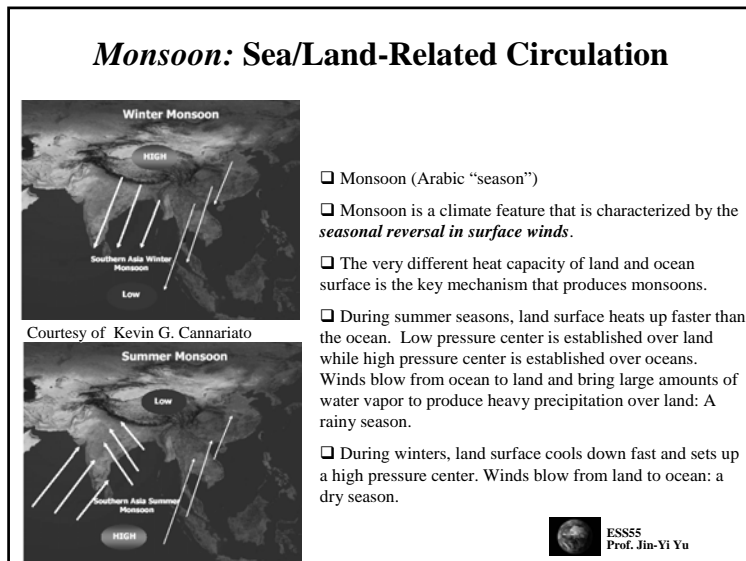 Monsoon: Sea/Land-Related Circulation
Winter Monsoon
HIGH
Southern Asia Winter
Monsoon
Low
Courtesy of Kevin G. Cannariato
Summer Monsoon
Low
Southern Asia Summer
Monsoon
HIGH
❑ Monsoon (Arabic “season”)
❑ Monsoon is a climate feature that is characterized by the
seasonal reversal in surface winds.
❑ The very different heat capacity of land and ocean
surface is the key mechanism that produces monsoons.
❑ During summer seasons, land surface heats up faster than
the ocean. Low pressure center is established over land
while high pressure center is established over oceans.
Winds blow from ocean to land and bring large amounts of
water vapor to produce heavy precipitation over land: A
rainy season.
❑ During winters, land surface cools down fast and sets up
a high pressure center. Winds blow from land to ocean: a
dry season.
ESS55
Prof. Jin-Yi Yu